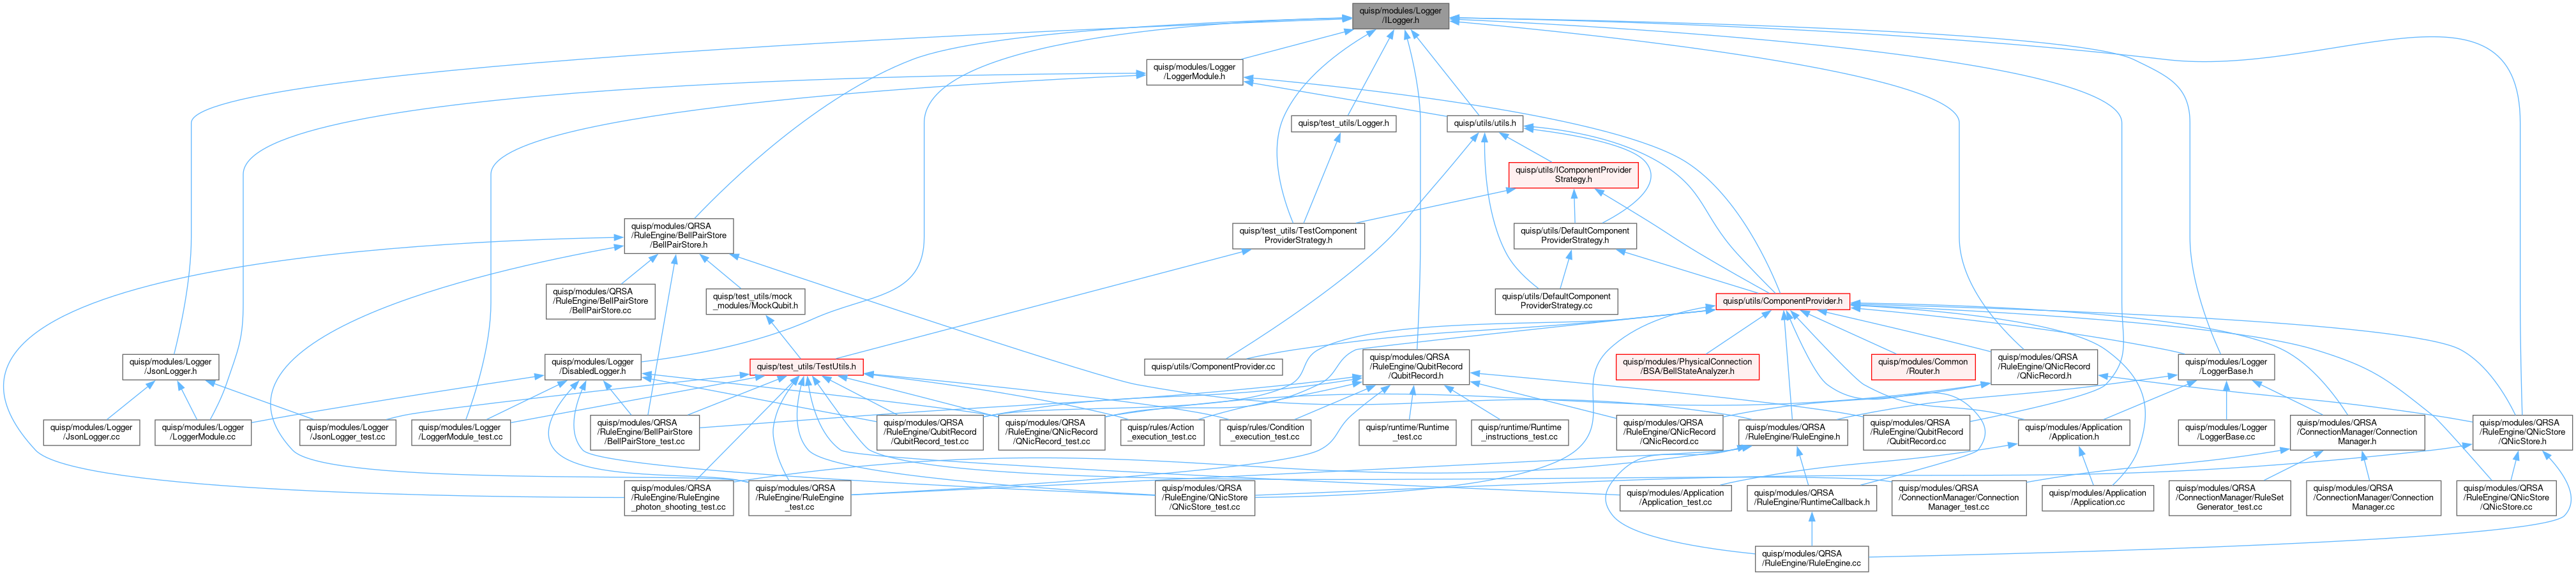 quisp/modules/Logger
/ILogger.h
quisp/modules/Logger
/LoggerModule.h
quisp/test_utils/Logger.h
quisp/utils/utils.h
quisp/utils/IComponentProvider
Strategy.h
quisp/modules/QRSA
/RuleEngine/BellPairStore
/BellPairStore.h
quisp/test_utils/TestComponent
ProviderStrategy.h
quisp/utils/DefaultComponent
ProviderStrategy.h
quisp/modules/QRSA
/RuleEngine/BellPairStore
/BellPairStore.cc
quisp/test_utils/mock
_modules/MockQubit.h
quisp/utils/DefaultComponent
ProviderStrategy.cc
quisp/utils/ComponentProvider.h
quisp/modules/Logger
/JsonLogger.h
quisp/modules/Logger
/DisabledLogger.h
quisp/test_utils/TestUtils.h
quisp/utils/ComponentProvider.cc
quisp/modules/QRSA
/RuleEngine/QubitRecord
/QubitRecord.h
quisp/modules/PhysicalConnection
/BSA/BellStateAnalyzer.h
quisp/modules/Common
/Router.h
quisp/modules/QRSA
/RuleEngine/QNicRecord
/QNicRecord.h
quisp/modules/Logger
/LoggerBase.h
quisp/modules/Logger
/JsonLogger.cc
quisp/modules/Logger
/LoggerModule.cc
quisp/modules/Logger
/JsonLogger_test.cc
quisp/modules/Logger
/LoggerModule_test.cc
quisp/modules/QRSA
/RuleEngine/BellPairStore
/BellPairStore_test.cc
quisp/modules/QRSA
/RuleEngine/QubitRecord
/QubitRecord_test.cc
quisp/modules/QRSA
/RuleEngine/QNicRecord
/QNicRecord_test.cc
quisp/rules/Action
_execution_test.cc
quisp/rules/Condition
_execution_test.cc
quisp/runtime/Runtime
_test.cc
quisp/runtime/Runtime
_instructions_test.cc
quisp/modules/QRSA
/RuleEngine/QNicRecord
/QNicRecord.cc
quisp/modules/QRSA
/RuleEngine/RuleEngine.h
quisp/modules/QRSA
/RuleEngine/QubitRecord
/QubitRecord.cc
quisp/modules/Application
/Application.h
quisp/modules/Logger
/LoggerBase.cc
quisp/modules/QRSA
/ConnectionManager/Connection
Manager.h
quisp/modules/QRSA
/RuleEngine/QNicStore
/QNicStore.h
quisp/modules/QRSA
/RuleEngine/RuleEngine
_photon_shooting_test.cc
quisp/modules/QRSA
/RuleEngine/RuleEngine
_test.cc
quisp/modules/QRSA
/RuleEngine/QNicStore
/QNicStore_test.cc
quisp/modules/Application
/Application_test.cc
quisp/modules/QRSA
/RuleEngine/RuntimeCallback.h
quisp/modules/QRSA
/ConnectionManager/Connection
Manager_test.cc
quisp/modules/Application
/Application.cc
quisp/modules/QRSA
/ConnectionManager/RuleSet
Generator_test.cc
quisp/modules/QRSA
/ConnectionManager/Connection
Manager.cc
quisp/modules/QRSA
/RuleEngine/QNicStore
/QNicStore.cc
quisp/modules/QRSA
/RuleEngine/RuleEngine.cc